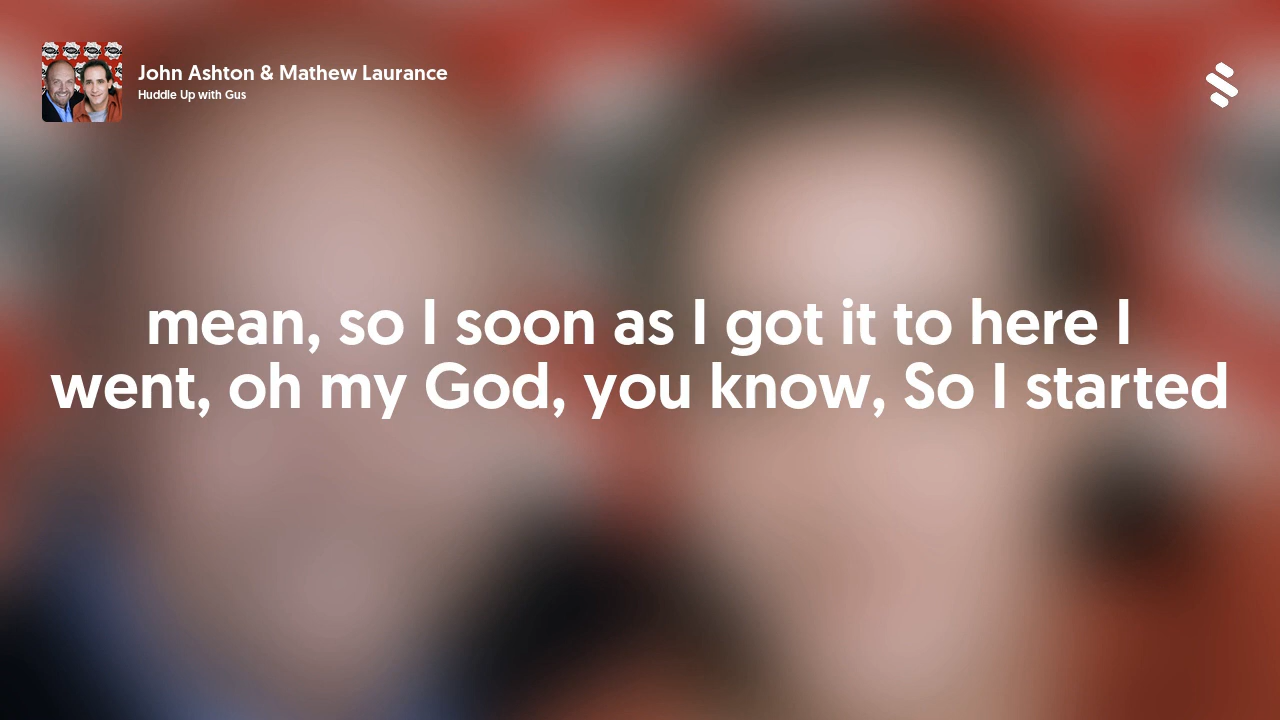 John Ashton & Mathew Laurance
Huddle Up with Gus
mean, so I soon as I got it to here I
went, oh my God, you know, So I started